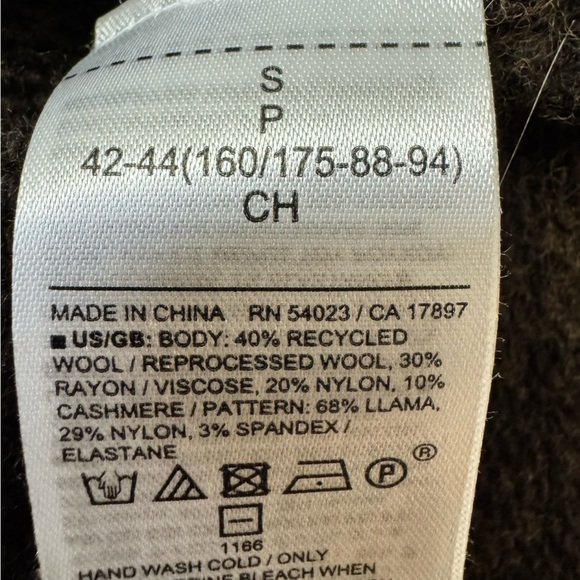 S
P
42-44(160/175-88-94)
CH
MADE IN CHINA RN 54023 / CA 17897
■ US/GB: BODY: 40% RECYCLED
WOOL / REPROCESSED WOOL, 30%
RAYON / VISCOSE, 20% NYLON, 10%
CASHMERE / PATTERN: 68% LLAMA,
29% NYLON, 3% SPANDEX /
ELASTANE
P ®
1166
HAND WASH COLD / ONLY
BLEACH WHEN